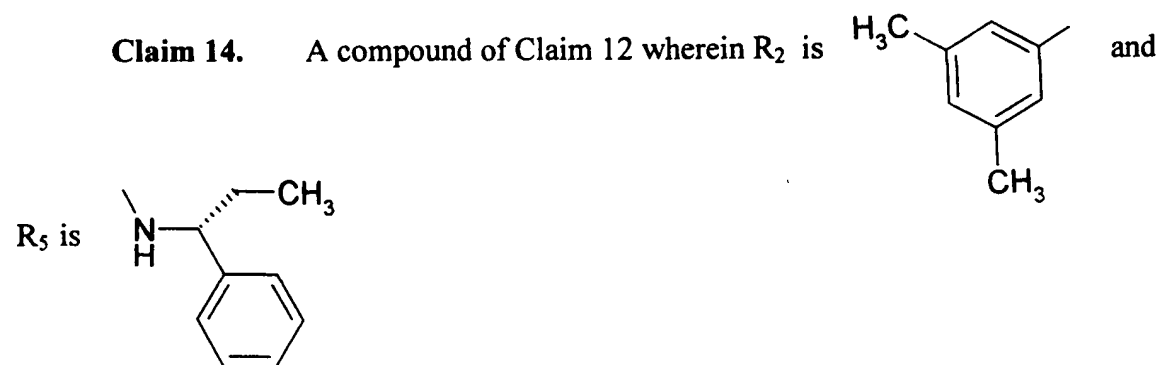 Claim 14. A compound of Claim 12 wherein R₂ is H₃C and
CH₃
CH₃
R₅ is N
H